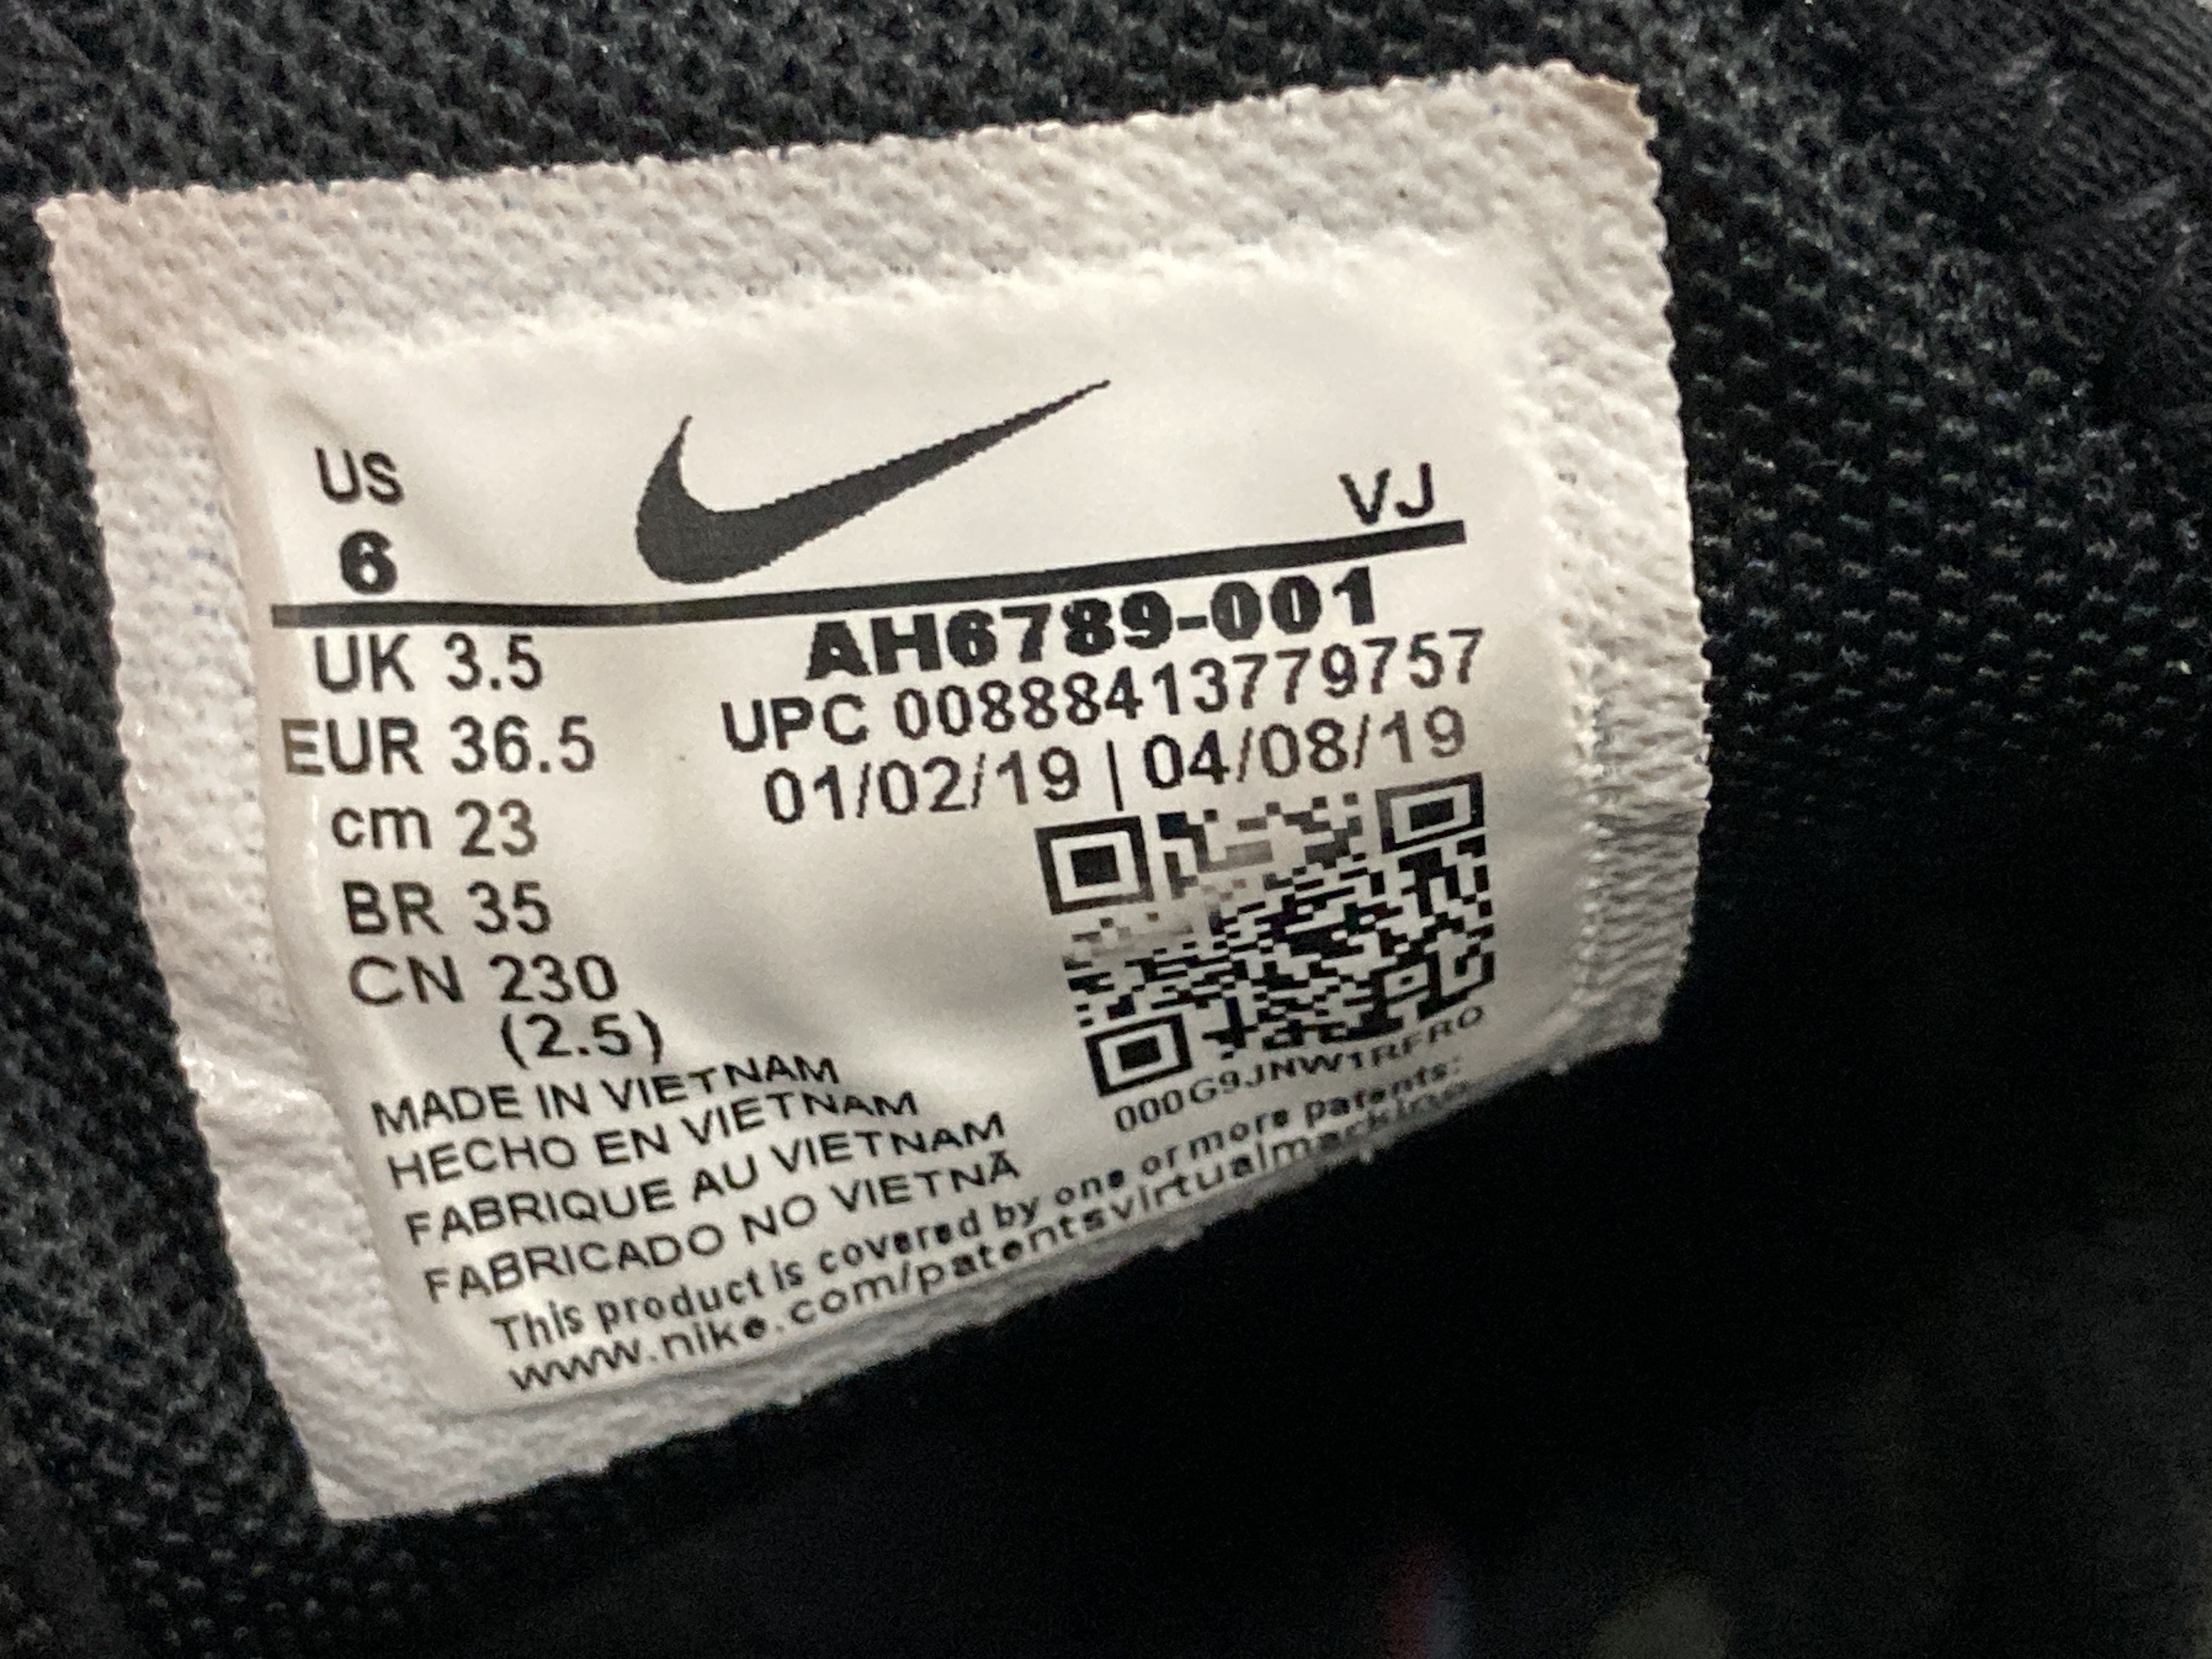 US
6
VJ
UK 3.5
EUR 36.5
cm 23
BR 35
CN 230
(2.5)
AH6789-001
UPC 00888413779757
01/02/19 | 04/08/19
000G9JNW1RFRO
MADE IN VIETNAM
HECHO EN VIETNAM
FABRIQUE AU VIETNAM
FABRICADO NO VIETNÃ
This product is covered by one or more patents:
www.nike.com/patentsvirtualmarking